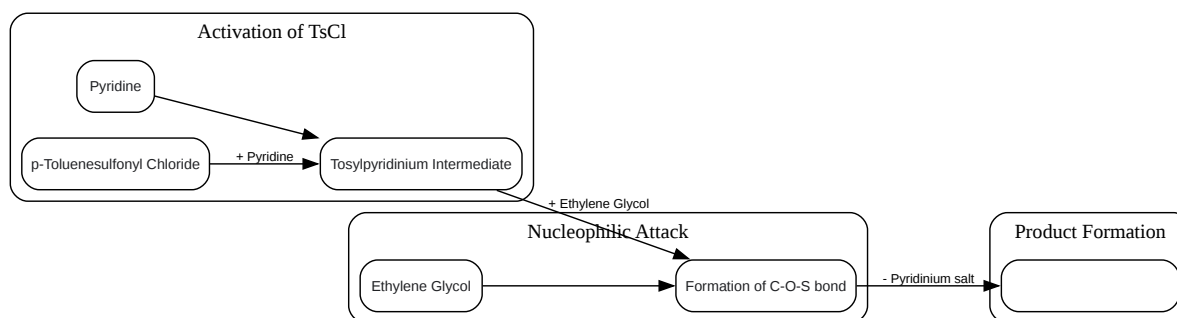 Activation of TsCl
Pyridine
p-Toluenesulfonyl Chloride
+ Pyridine
Tosylpyridinium Intermediate
+ Ethylene Glycol
Nucleophilic Attack
Ethylene Glycol
Formation of C-O-S bond
- Pyridinium salt
Product Formation